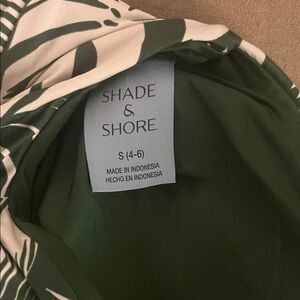 SHADE
&
SHORE
S (4-6)
MADE IN INDONESIA
HECHO EN INDONESIA